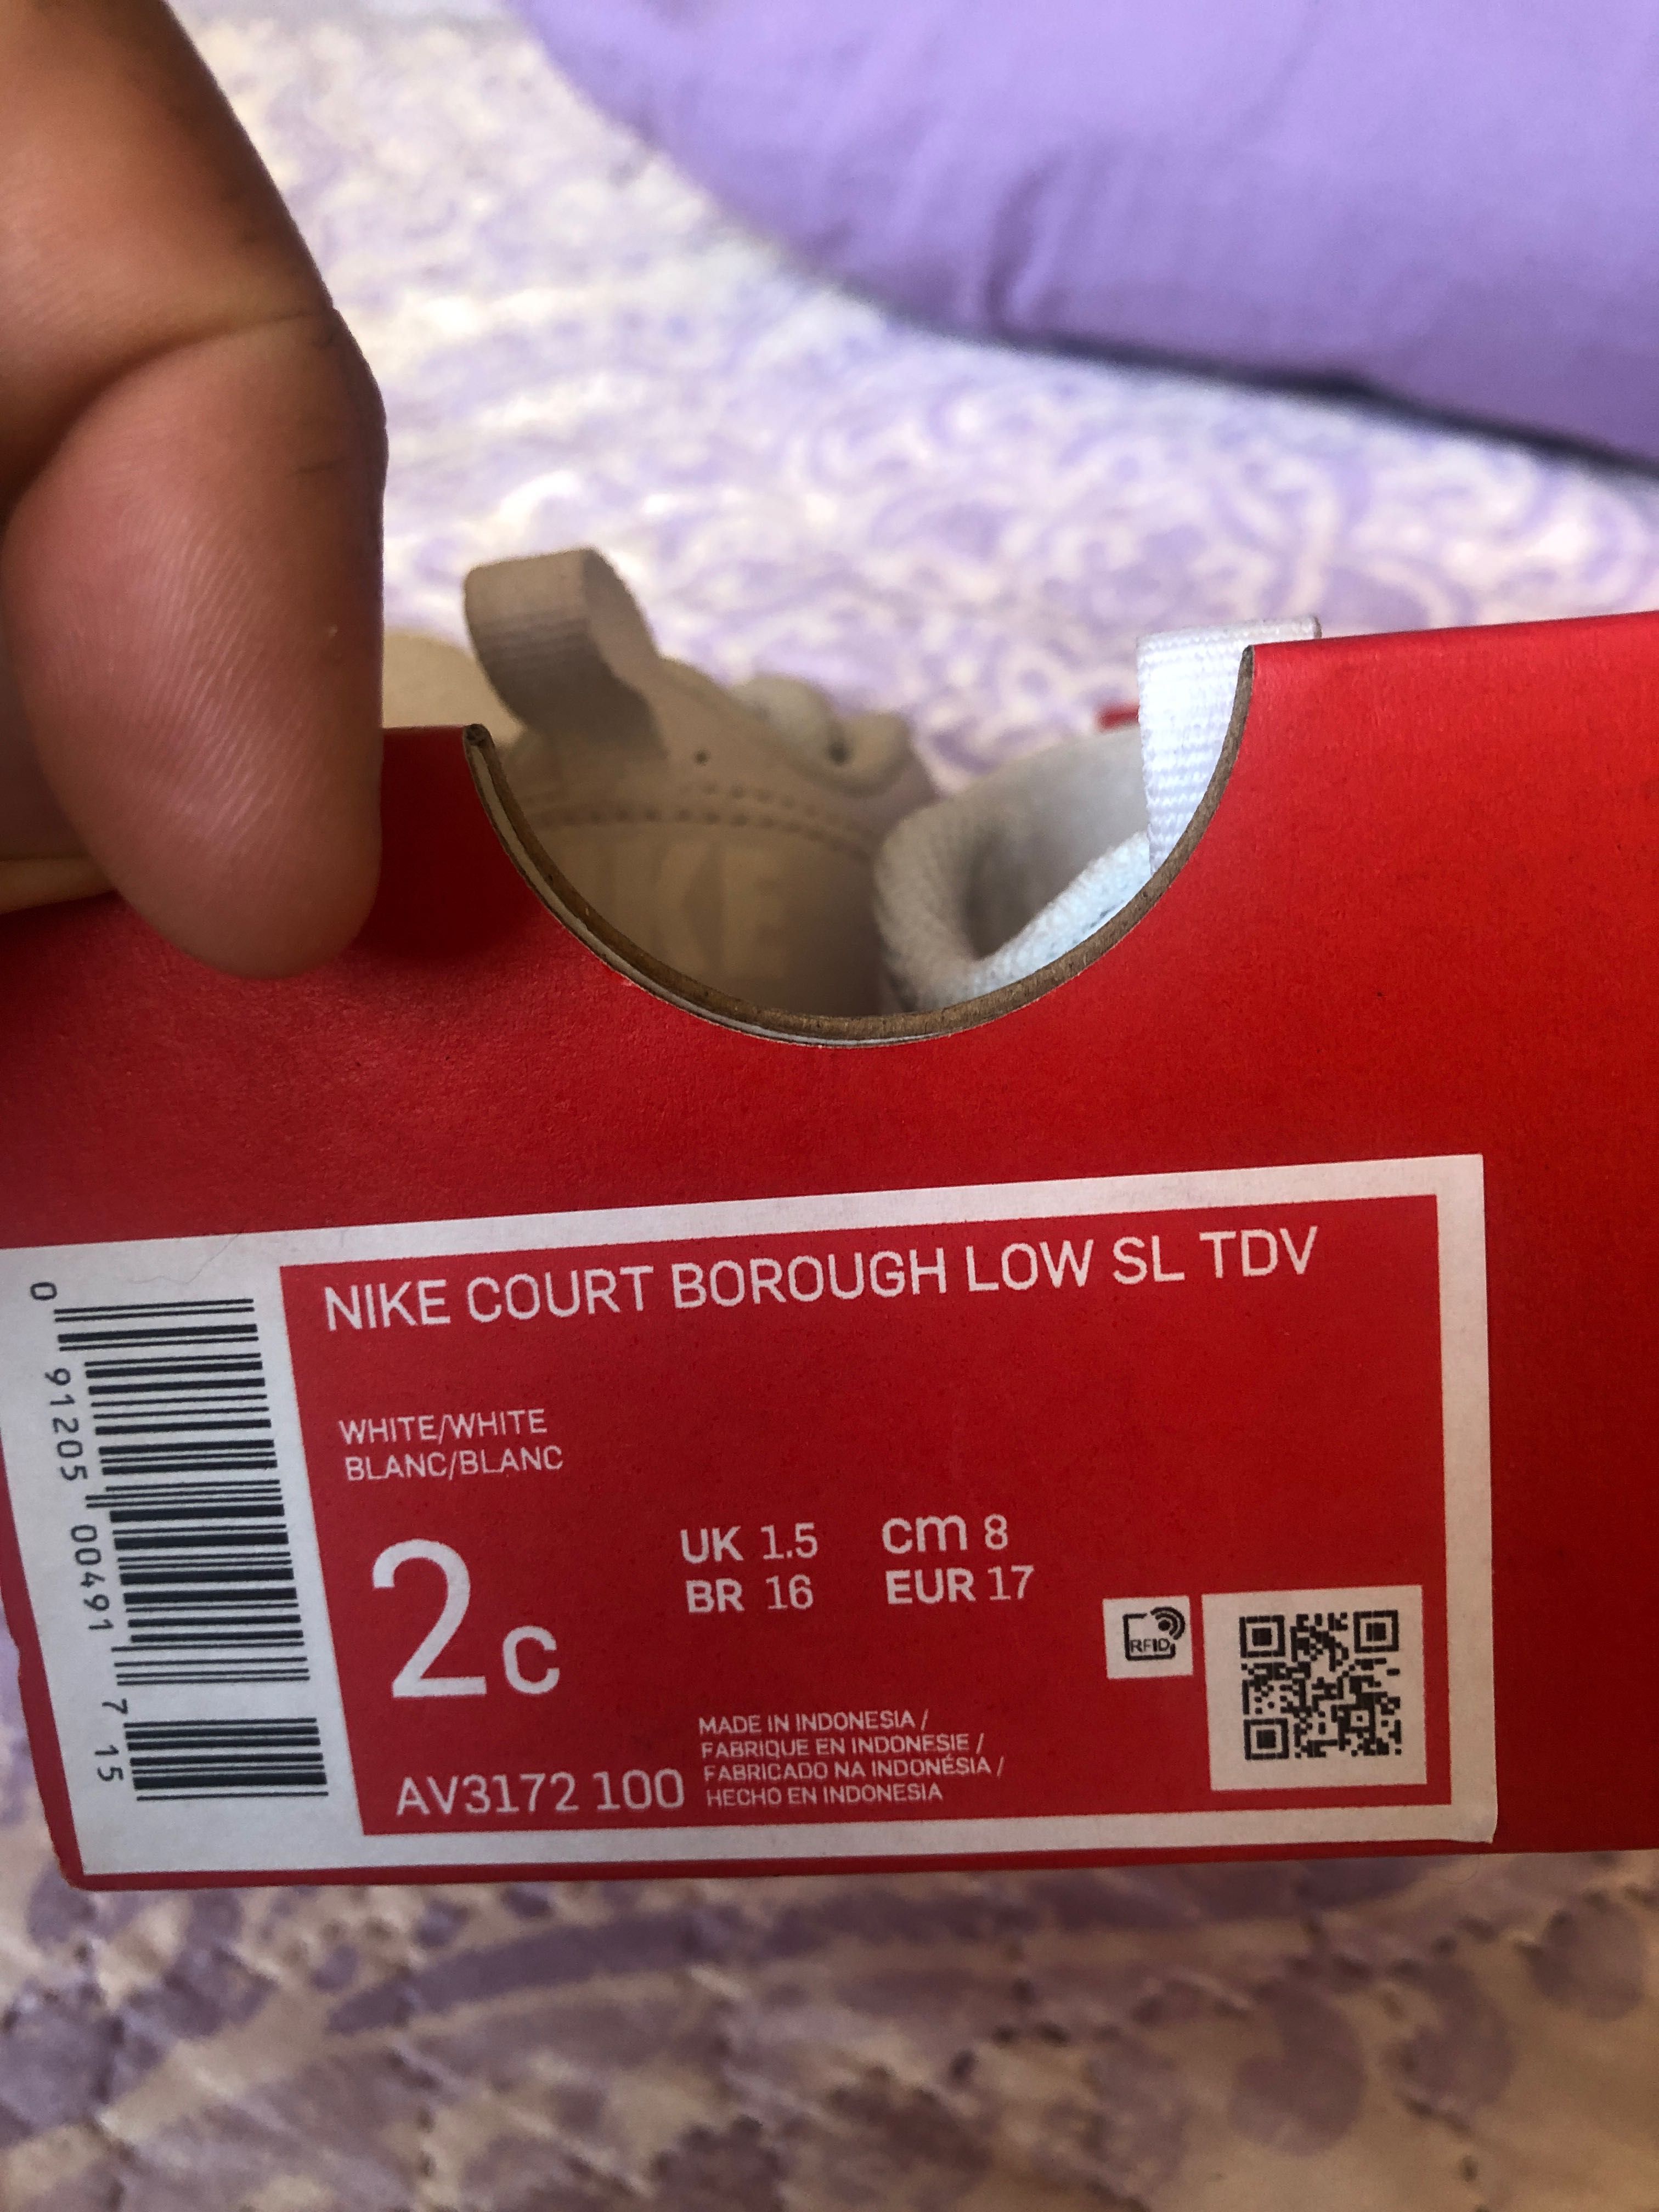 NIKE COURT BOROUGH LOW SL TDV
WHITE/WHITE
BLANC/BLANC
2c
UK 1.5 cm 8
BR 16 EUR 17
RFID
MADE IN INDONESIA /
FABRIQUE EN INDONESIE /
FABRICADO NA INDONÉSIA /
HECHO EN INDONESIA
AV3172 100
0 91205 00491 7 15